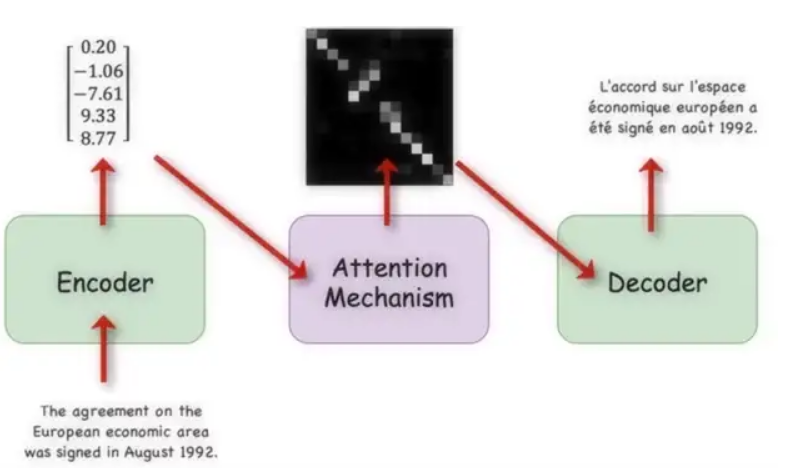 0.20
−1.06
−7.61
9.33
8.77
L'accord sur l'espace
économique européen a
été signé en août 1992.
Encoder
Attention
Mechanism
Decoder
The agreement on the
European economic area
was signed in August 1992.